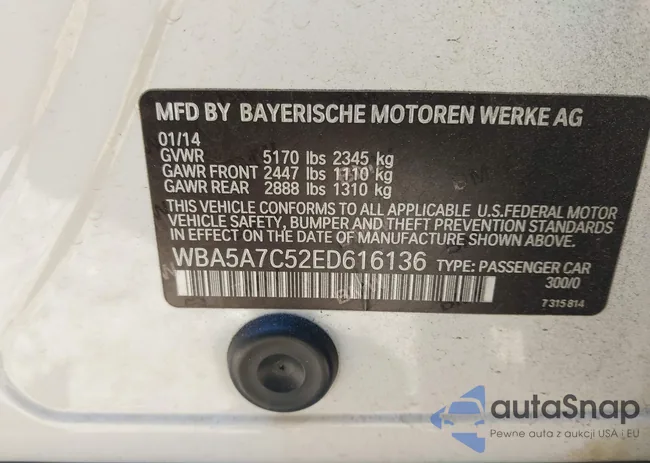 MFD BY BAYERISCHE MOTOREN WERKE AG
01/14
GVWR 5170 lbs 2345 kg
GAWR FRONT 2447 lbs 1110 kg
GAWR REAR 2888 lbs 1310 kg
THIS VEHICLE CONFORMS TO ALL APPLICABLE U.S.FEDERAL MOTOR
VEHICLE SAFETY, BUMPER AND THEFT PREVENTION STANDARDS
IN EFFECT ON THE DATE OF MANUFACTURE SHOWN ABOVE.
WBA5A7C52ED616136 TYPE: PASSENGER CAR
300/0
7315814
autaSnap
Pewne auta z aukcji USA i EU